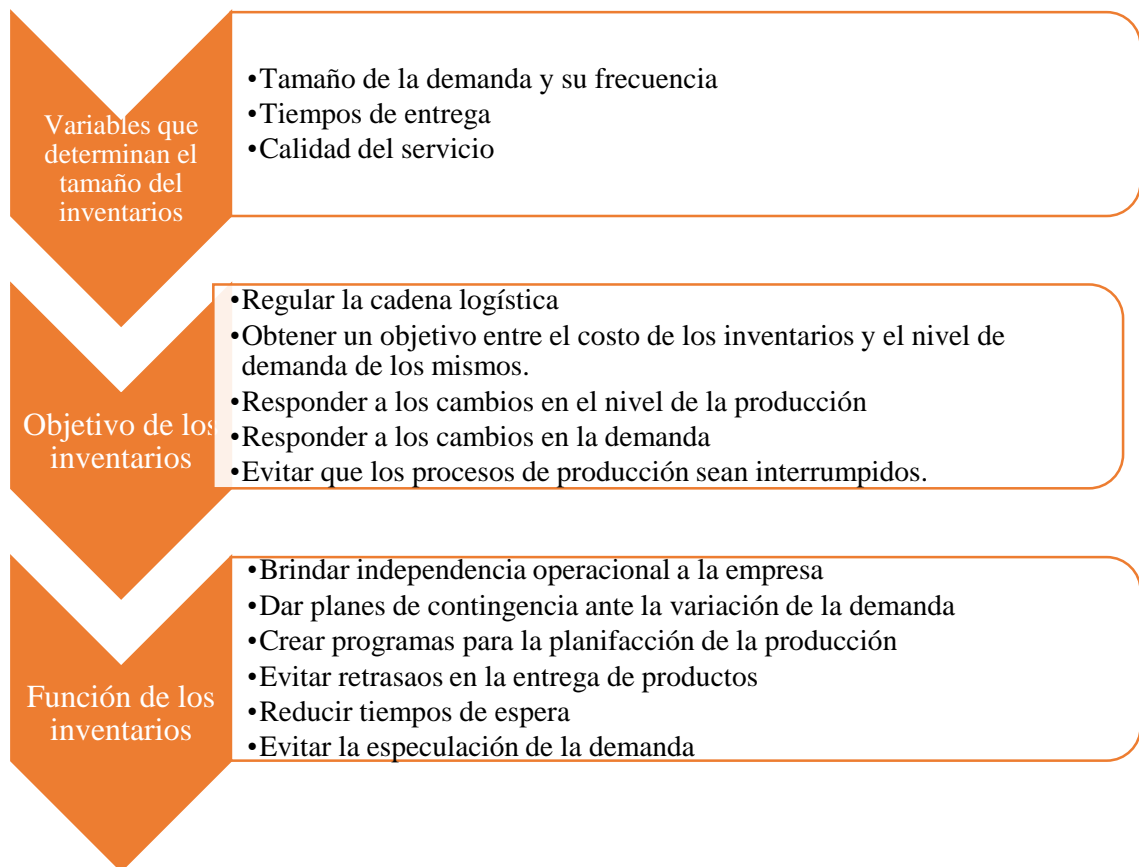 Variables que
determinan el
tamaño del
inventarios
•Tamaño de la demanda y su frecuencia
•Tiempos de entrega
•Calidad del servicio
Objetivo de los
inventarios
•Regular la cadena logística
•Obtener un objetivo entre el costo de los inventarios y el nivel de
demanda de los mismos.
•Responder a los cambios en el nivel de la producción
•Responder a los cambios en la demanda
•Evitar que los procesos de producción sean interrumpidos.
Función de los
inventarios
•Brindar independencia operacional a la empresa
•Dar planes de contingencia ante la variación de la demanda
•Crear programas para la planifacción de la producción
•Evitar retrasaos en la entrega de productos
•Reducir tiempos de espera
•Evitar la especulación de la demanda